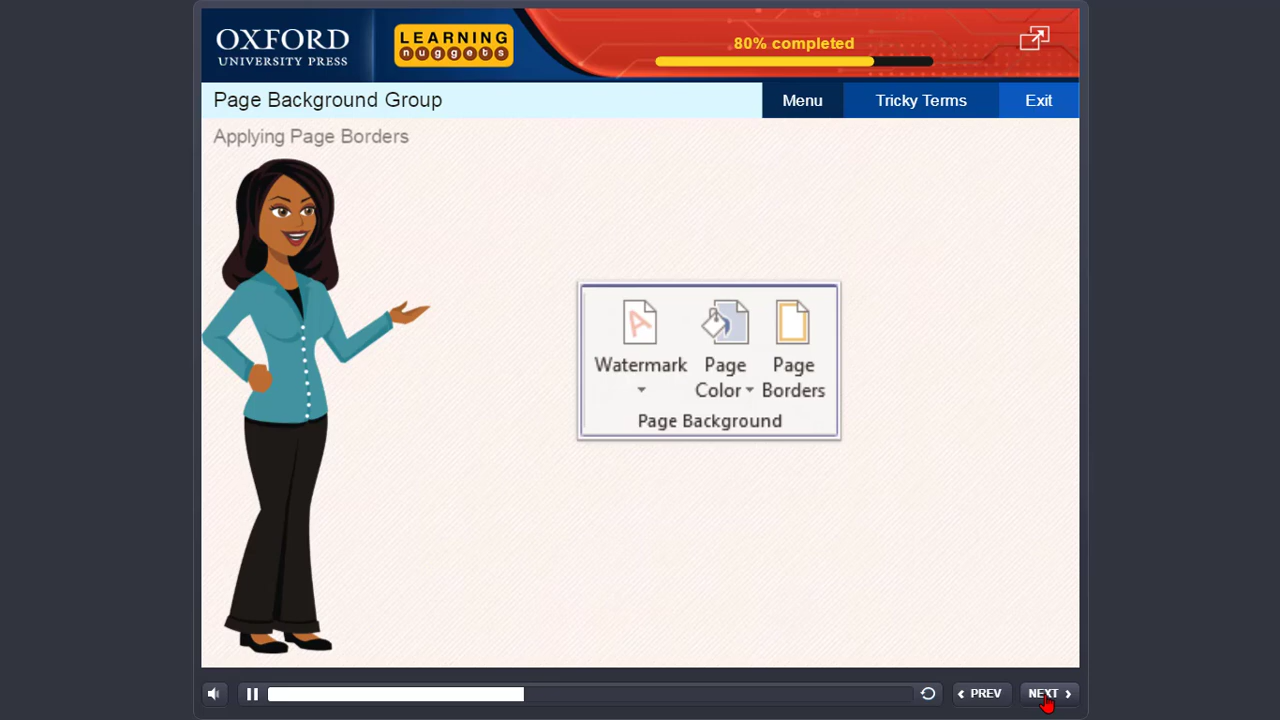 OXFORD
UNIVERSITY PRESS
LEARNING
nuggets
80% completed
Page Background Group
Menu
Tricky Terms
Exit
Applying Page Borders
Watermark
Page Color
Page Borders
Page Background
PREV
NEXT